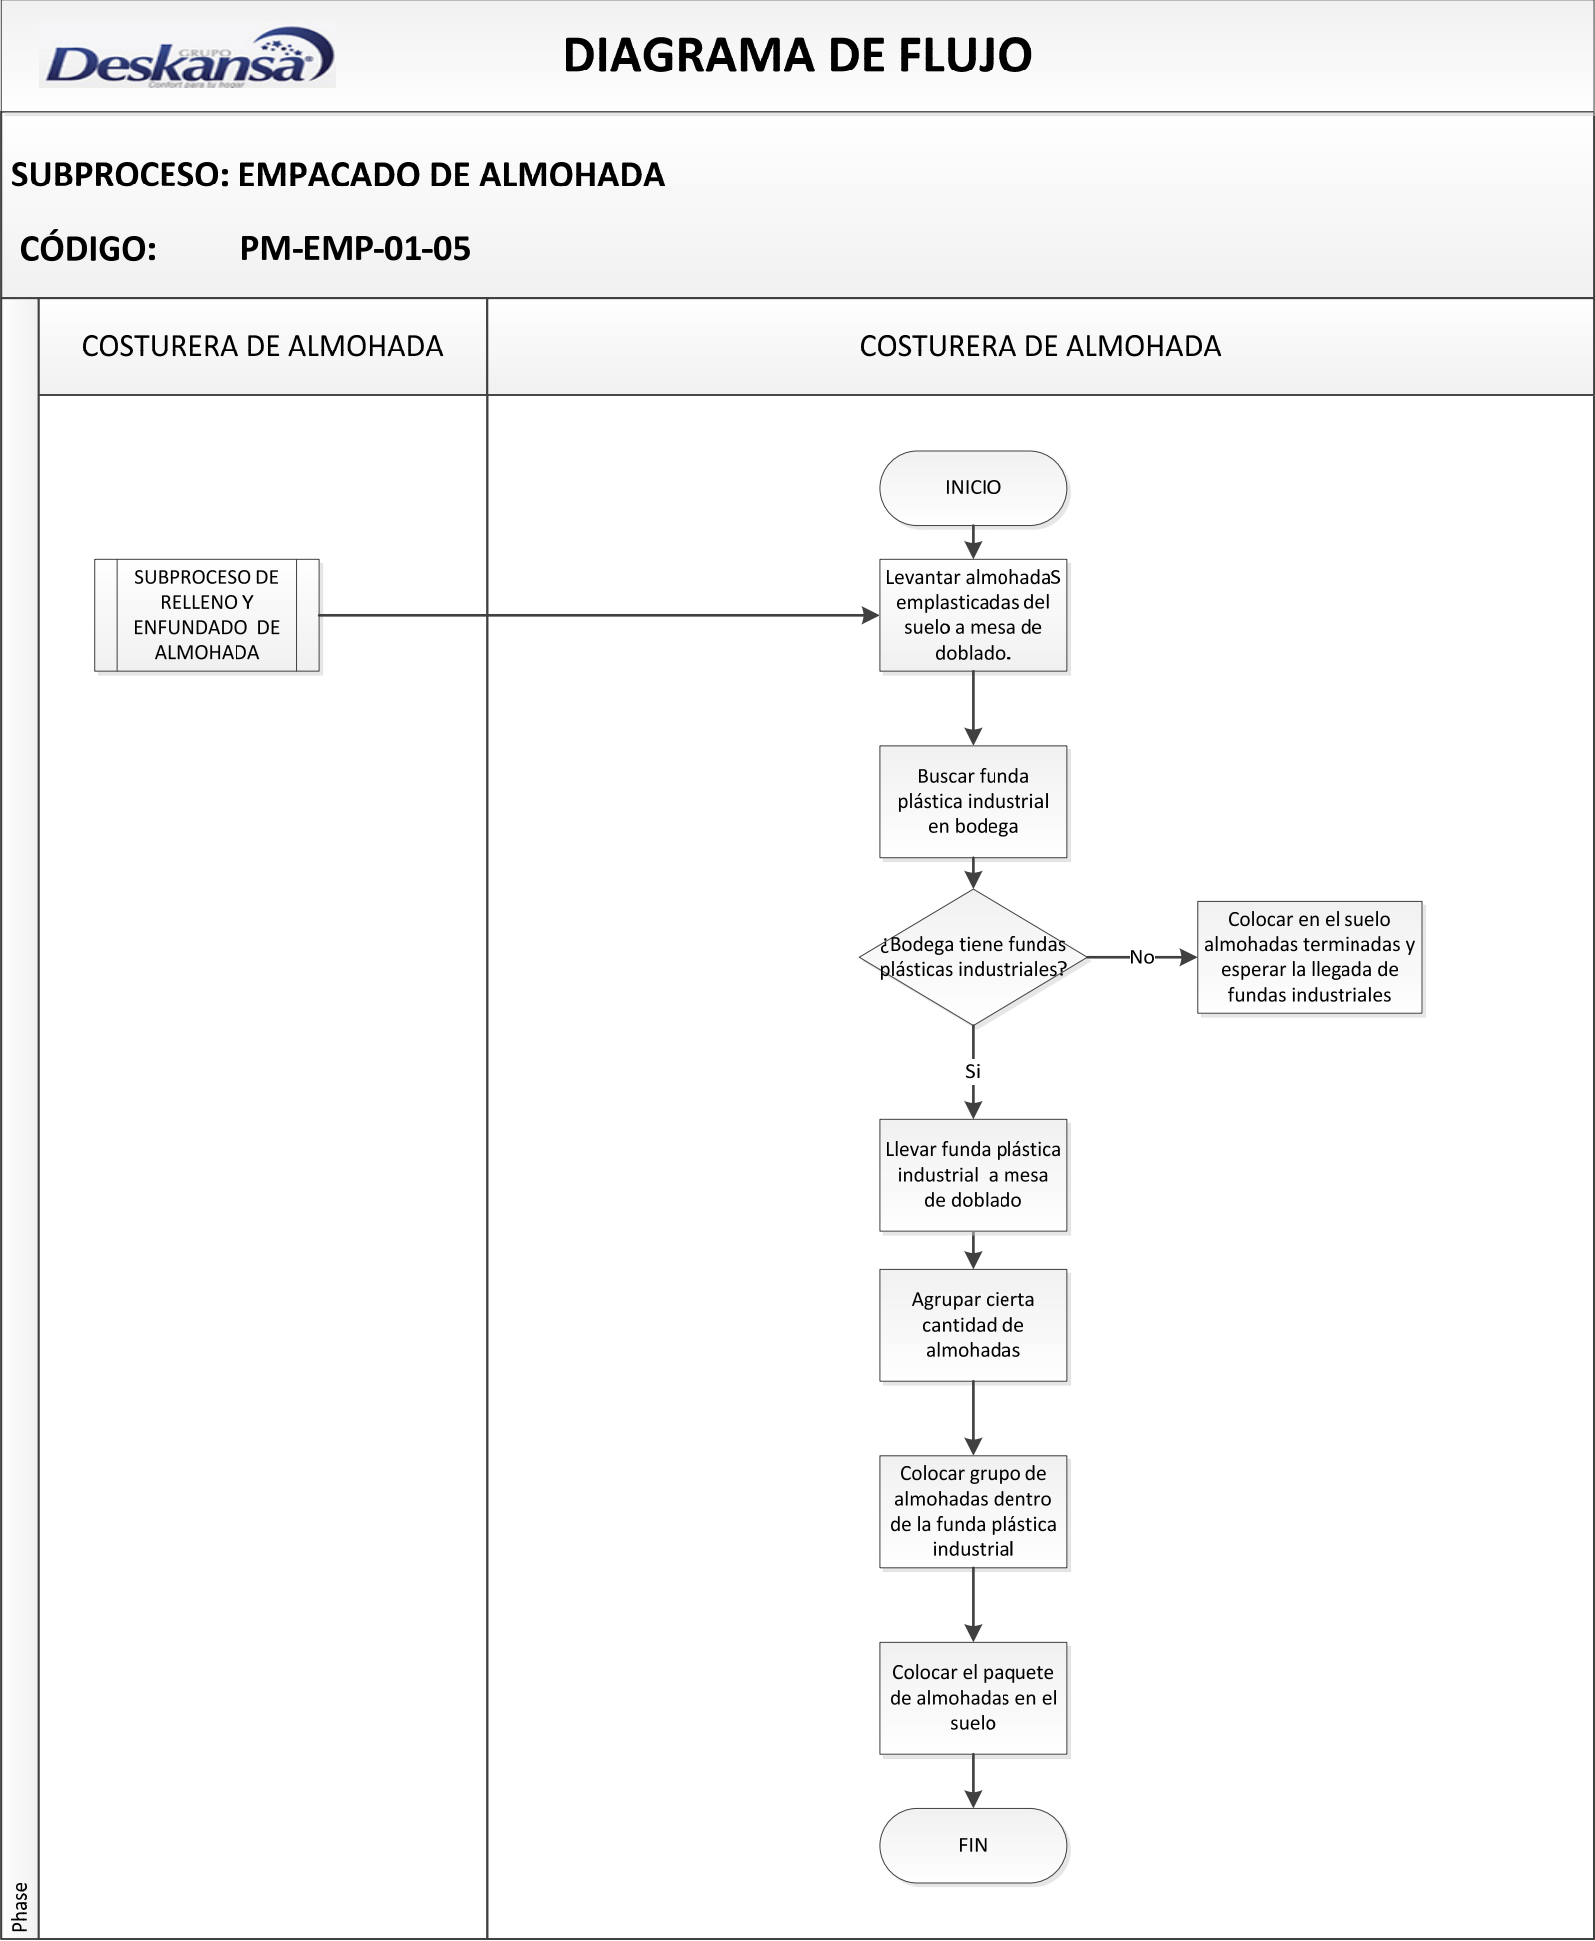 GRUPO
Deskansa
Confort para tu hogar
DIAGRAMA DE FLUJO
SUBPROCESO: EMPACADO DE ALMOHADA
CÓDIGO: PM-EMP-01-05
COSTURERA DE ALMOHADA
COSTURERA DE ALMOHADA
INICIO
SUBPROCESO DE
RELLENO Y
ENFUNDADO DE
ALMOHADA
Levantar almohadaS
emplasticadas del
suelo a mesa de
doblado.
Buscar funda
plástica industrial
en bodega
¿Bodega tiene fundas
plásticas industriales?
No
Colocar en el suelo
almohadas terminadas y
esperar la llegada de
fundas industriales
Si
Llevar funda plástica
industrial a mesa
de doblado
Agrupar cierta
cantidad de
almohadas
Colocar grupo de
almohadas dentro
de la funda plástica
industrial
Colocar el paquete
de almohadas en el
suelo
FIN
Phase